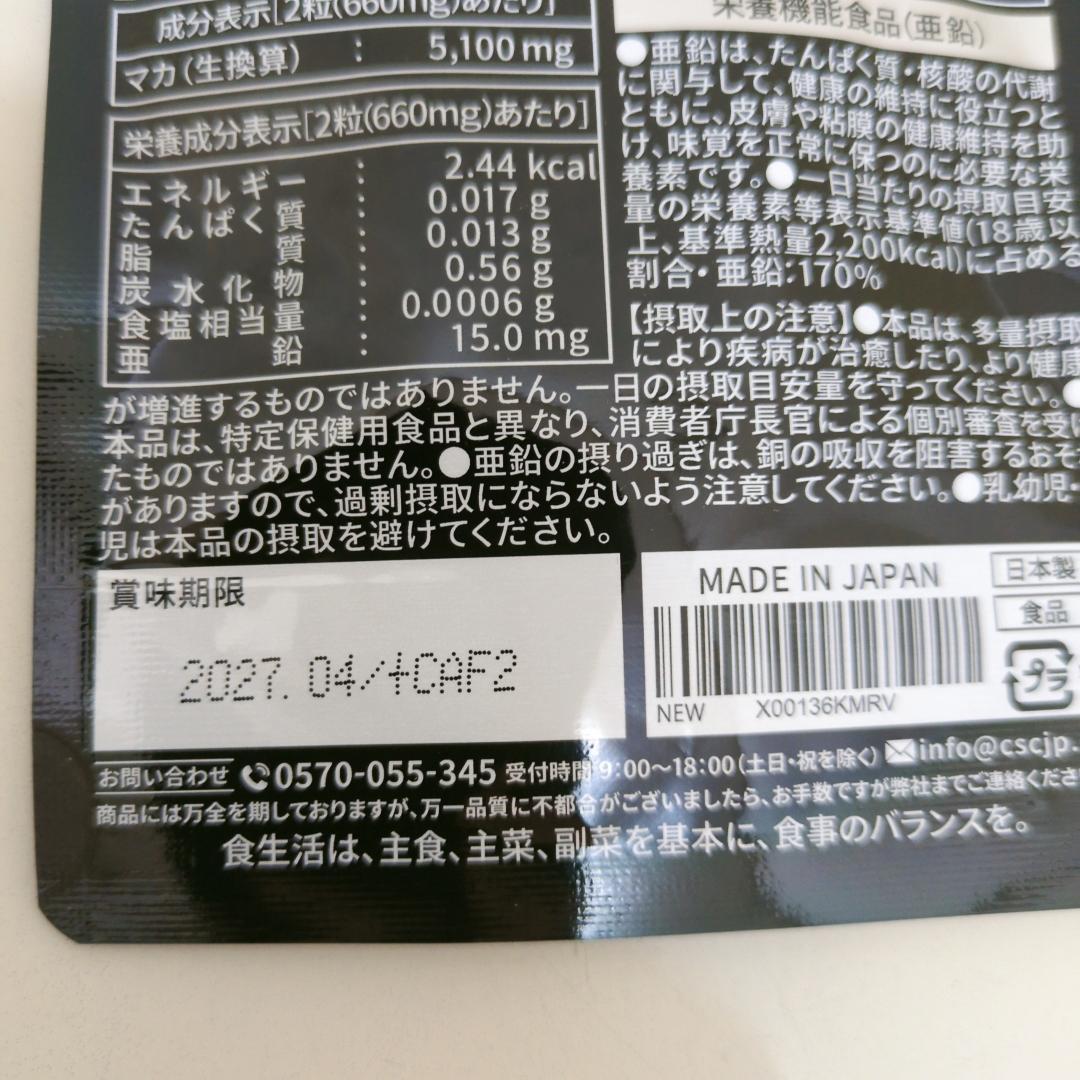 成分表示[2粒(660mg)あたり]
マカ(生換算) : 5,100mg
栄養成分表示[2粒(660mg)あたり]
エネルギー : 2.44 kcal
たんぱく質 : 0.017 g
脂質 : 0.013 g
炭水化物 : 0.56 g
食塩相当量 : 0.0006 g
亜鉛 : 15.0 mg
栄養機能食品(亜鉛)
●亜鉛は、たんぱく質・核酸の代謝
に関与して、健康の維持に役立つと
ともに、皮膚や粘膜の健康維持を助
け、味覚を正常に保つのに必要な栄
養素です。●一日当たりの摂取目安
量の栄養素等表示基準値(18歳以
上、基準熱量2,200kcal)に占める
割合・亜鉛:170%
【摂取上の注意】●本品は、多量摂取
により疾病が治癒したり、より健康
が増進するものではありません。一日の摂取目安量を守ってください。●
本品は、特定保健用食品と異なり、消費者庁長官による個別審査を受け
たものではありません。●亜鉛の摂り過ぎは、銅の吸収を阻害するおそ
がありますので、過剰摂取にならないよう注意してください。●乳幼児・
児は本品の摂取を避けてください。
賞味期限
2027.04/+CAF2
MADE IN JAPAN
日本製
食品
プラ
NEW X00136KMRV
お問い合わせ 0570-055-345 受付時間 9:00〜18:00(土日・祝を除く) info@cscjp.
商品には万全を期しておりますが、万一品質に不都合がございましたら、お手数ですが弊社までご連絡くださ
食生活は、主食、主菜、副菜を基本に、食事のバランスを。